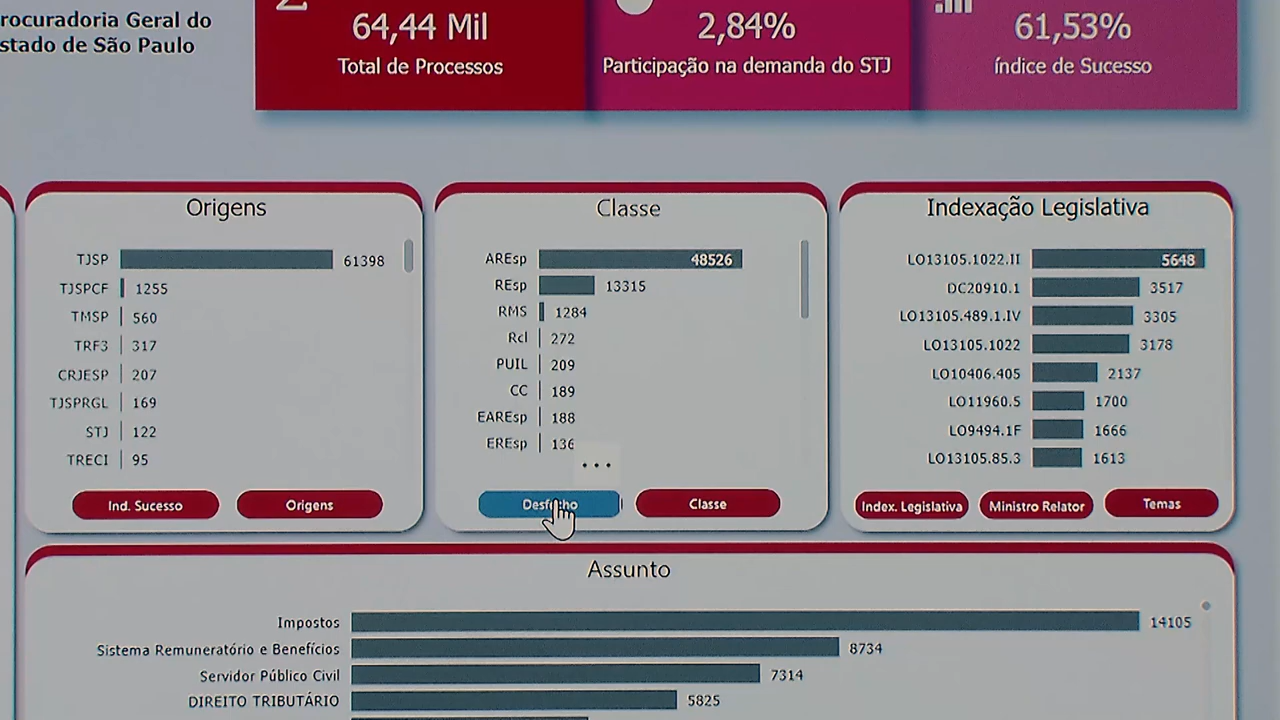 rocuradoria Geral do
stado de São Paulo
64,44 Mil
Total de Processos
2,84%
Participação na demanda do STJ
61,53%
índice de Sucesso
Origens
TJSP 61398
TJSPCF 1255
TMSP 560
TRF3 317
CRJESP 207
TJSPRGL 169
STJ 122
TRECI 95
Ind. Sucesso
Origens
Classe
AREsp 48526
REsp 13315
RMS 1284
Rcl 272
PUIL 209
CC 189
EAREsp 188
EREsp 136
...
Classe
Indexação Legislativa
LO13105.1022.II 5648
DC20910.1 3517
LO13105.489.1.IV 3305
LO13105.1022 3178
LO10406.405 2137
LO11960.5 1700
LO9494.1F 1666
LO13105.85.3 1613
Index. Legislativa
Ministro Relator
Temas
Assunto
Impostos 14105
Sistema Remuneratório e Benefícios 8734
Servidor Público Civil 7314
DIREITO TRIBUTÁRIO 5825